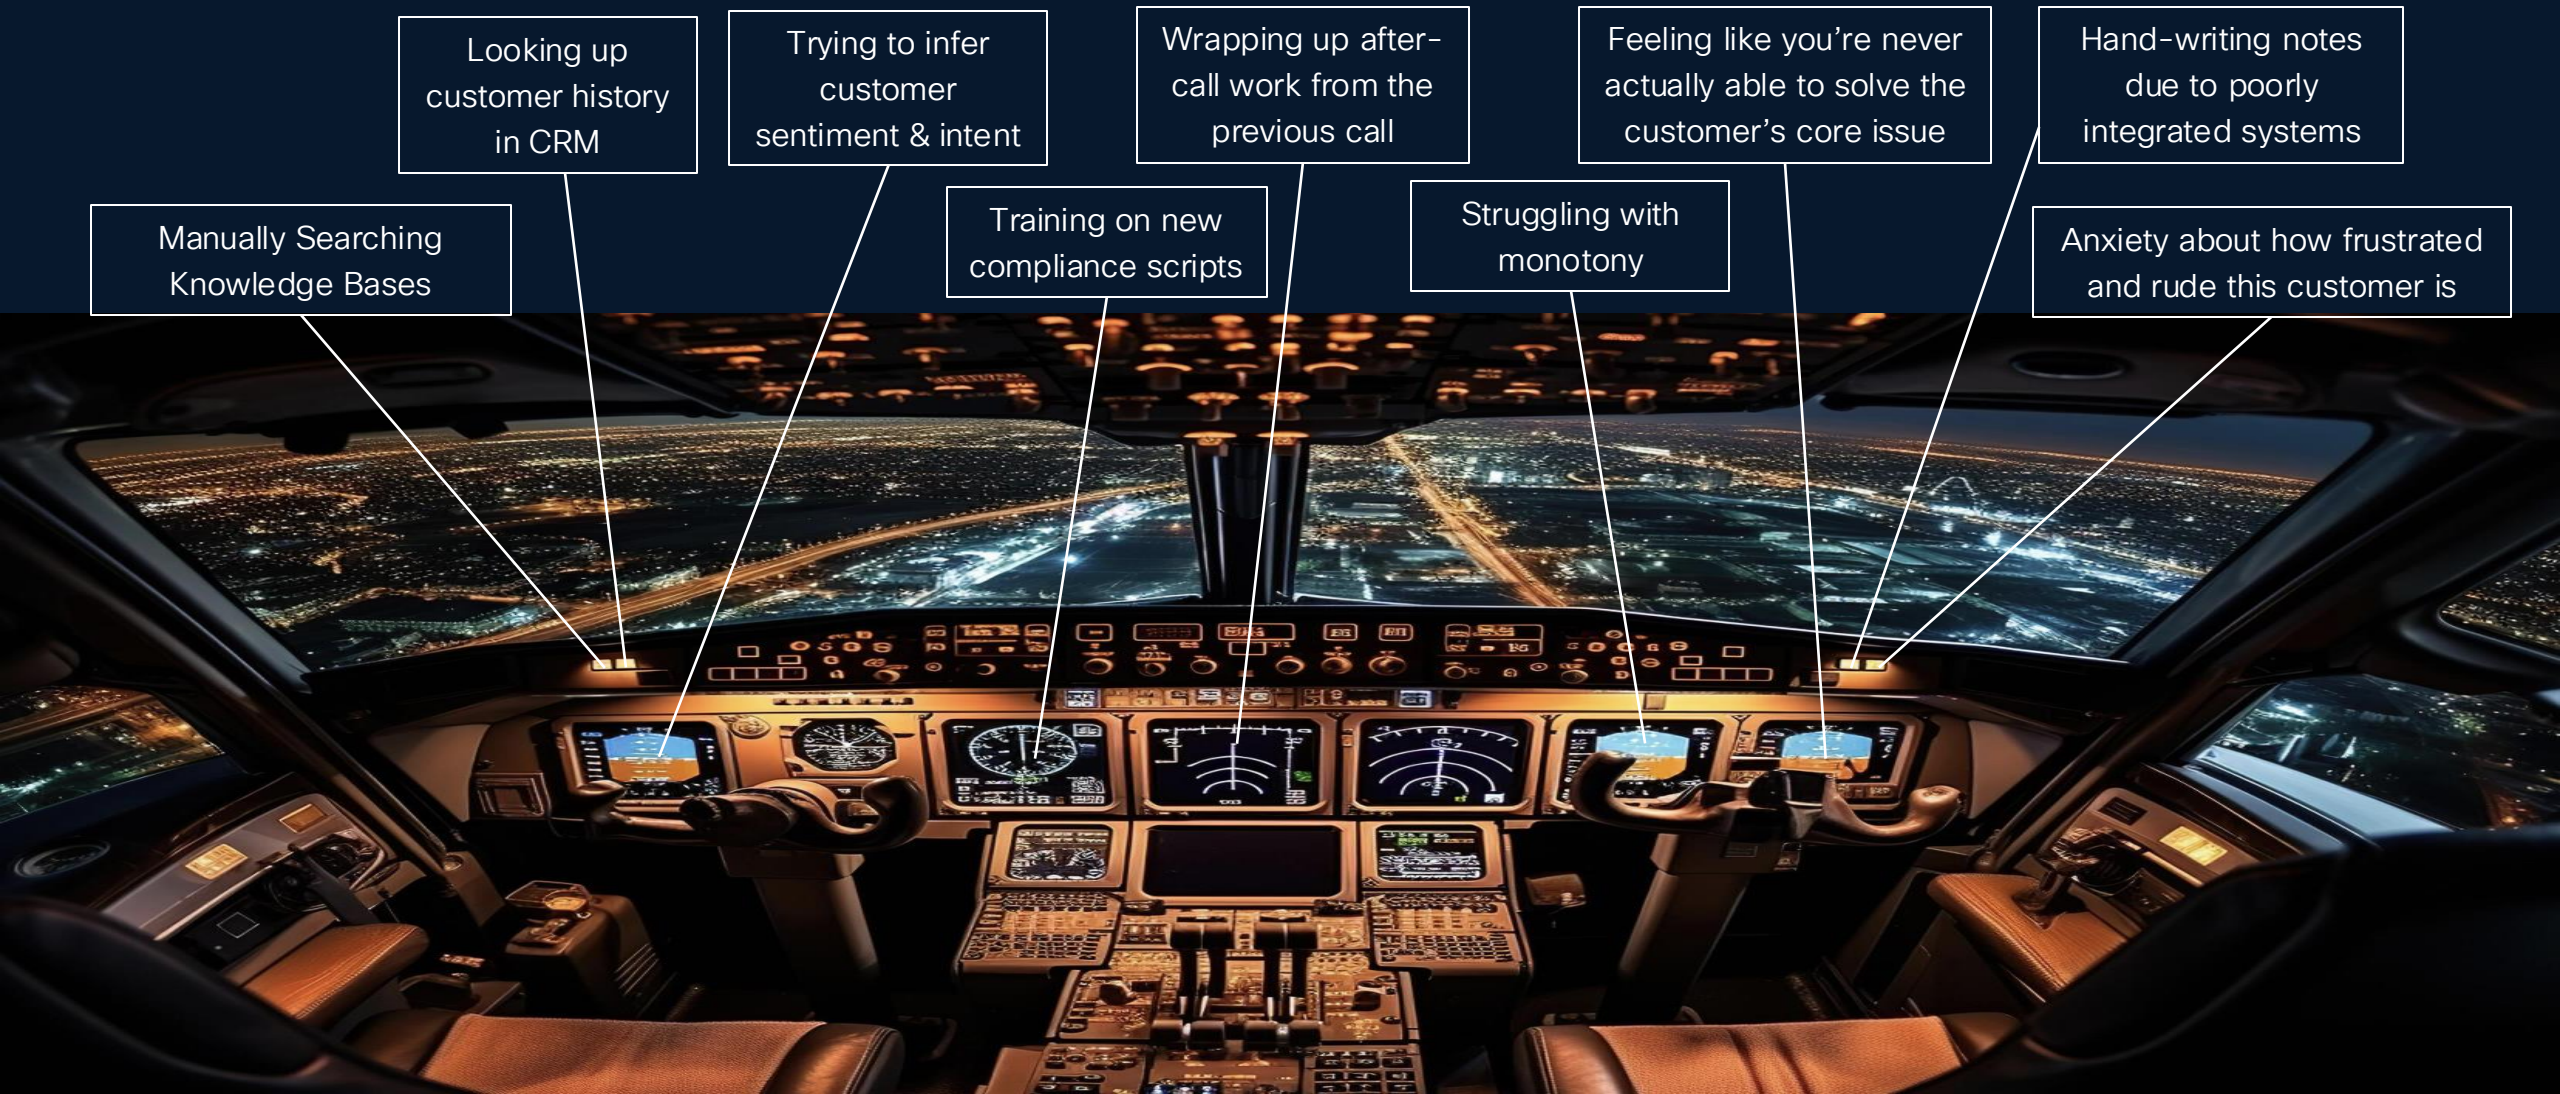 Looking up
customer history
in CRM
Trying to infer
customer
sentiment & intent
Wrapping up after-
call work from the
previous call
Feeling like you’re never
actually able to solve the
customer’s core issue
Hand-writing notes
due to poorly
integrated systems
Manually Searching
Knowledge Bases
Training on new
compliance scripts
Struggling with
monotony
Anxiety about how frustrated
and rude this customer is